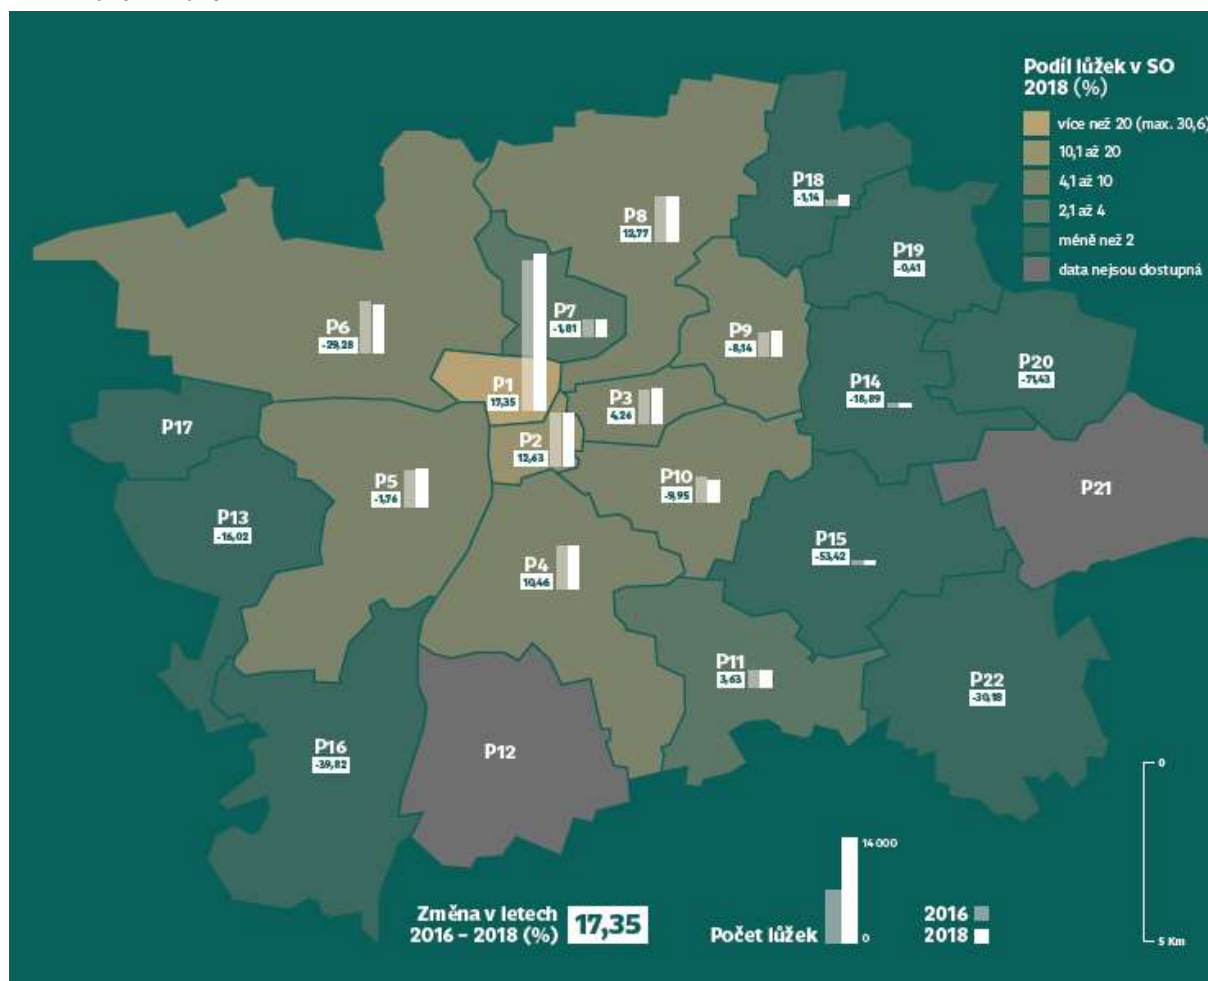 Podíl lůžek v SO
2018 (%)
více než 20 (max. 30,6)
10,1 až 20
4,1 až 10
2,1 až 4
méně než 2
data nejsou dostupná
P18
-1,14
P8
12,77
P19
-0,41
P7
-1,81
P6
-29,28
P9
-8,14
P20
-71,43
P1
17,35
P14
-18,89
P3
4,26
P17
P2
12,63
P5
-1,76
P10
-9,95
P21
P13
-16,02
P15
-53,42
P4
10,46
P11
3,63
P22
-30,18
P16
-39,82
P12
0
14 000
Změna v letech
2016 – 2018 (%)
17,35
Počet lůžek
0
2016
2018
5 Km